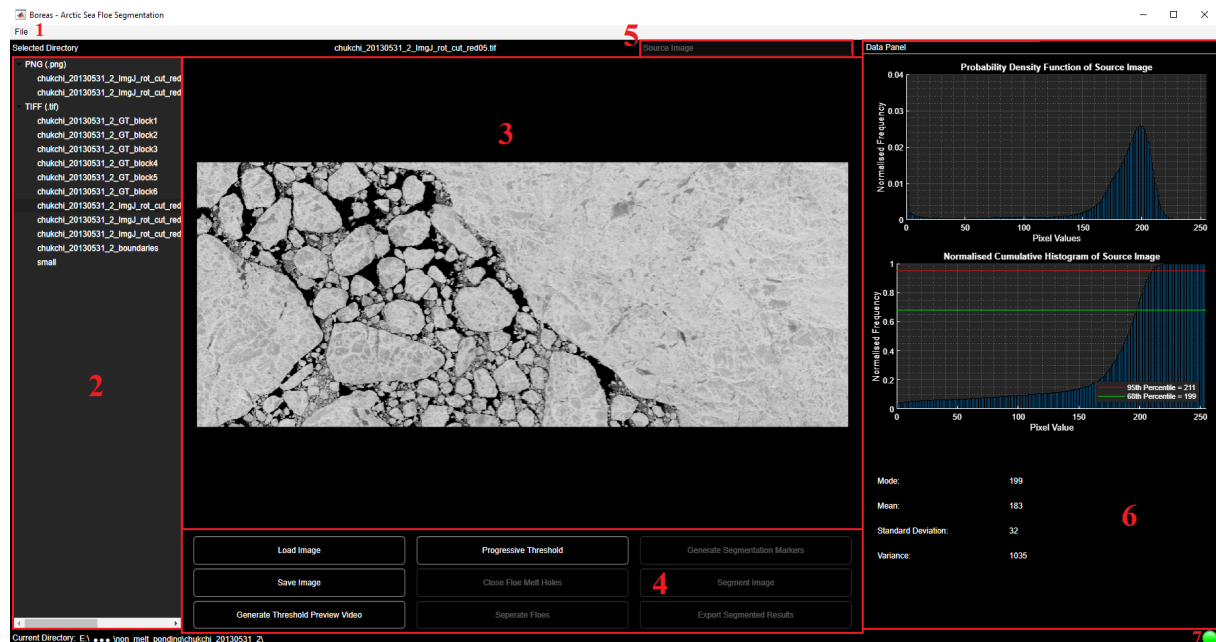 Boreas - Arctic Sea Floe Segmentation
File 1
Selected Directory
chukchi_20130531_2_ImgJ_rot_cut_red05.tif
5
Source Image
Data Panel
PNG (.png)
chukchi_20130531_2_ImgJ_rot_cut_red
chukchi_20130531_2_ImgJ_rot_cut_red
TIFF (.tif)
chukchi_20130531_2_GT_block1
chukchi_20130531_2_GT_block2
chukchi_20130531_2_GT_block3
chukchi_20130531_2_GT_block4
chukchi_20130531_2_GT_block5
chukchi_20130531_2_GT_block6
chukchi_20130531_2_ImgJ_rot_cut_red
chukchi_20130531_2_ImgJ_rot_cut_red
chukchi_20130531_2_ImgJ_rot_cut_red
chukchi_20130531_2_boundaries
small
2
3
Load Image
Progressive Threshold
Generate Segmentation Markers
Save Image
Close Floe Melt Holes
4
Segment Image
Generate Threshold Preview Video
Seperate Floes
Export Segmented Results
Probability Density Function of Source Image
Normalised Frequency
0.04
0.03
0.02
0.01
0
0 50 100 150 200 250
Pixel Values
Normalised Cumulative Histogram of Source Image
Normalised Frequency
1
0.8
0.6
0.4
0.2
0
95th Percentile = 211
68th Percentile = 199
0 50 100 150 200 250
Pixel Value
Mode: 199
Mean: 183
6
Standard Deviation: 32
Variance: 1035
Current Directory: E:\ ... \non_melt_ponding\chukchi_20130531_2\
7